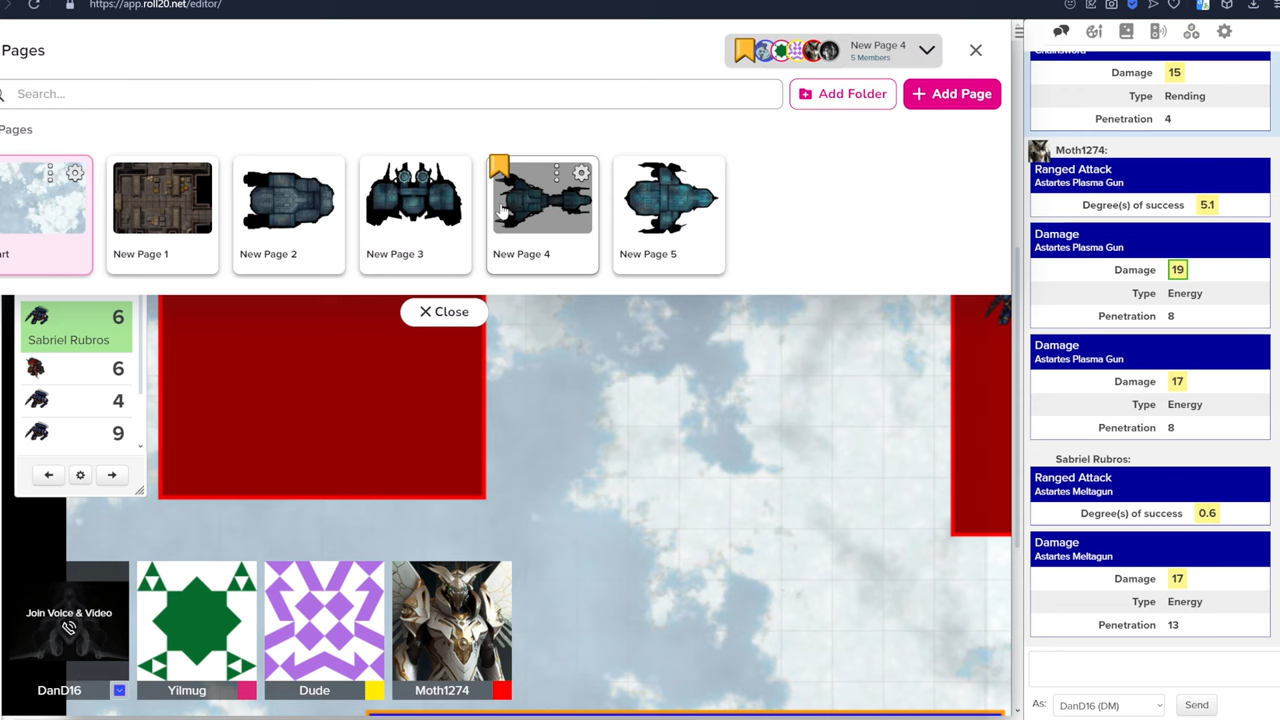 https://app.roll20.net/editor/
Pages
New Page 4
5 Members
Search...
Add Folder
Add Page
Pages
art
New Page 1
New Page 2
New Page 3
New Page 4
New Page 5
Close
6
Sabriel Rubros
6
4
9
Join Voice & Video
DanD16
Yilmug
Dude
Moth1274
Chainsword
Damage 15
Type Rending
Penetration 4
Moth1274:
Ranged Attack
Astartes Plasma Gun
Degree(s) of success 5.1
Damage
Astartes Plasma Gun
Damage 19
Type Energy
Penetration 8
Damage
Astartes Plasma Gun
Damage 17
Type Energy
Penetration 8
Sabriel Rubros:
Ranged Attack
Astartes Meltagun
Degree(s) of success 0.6
Damage
Astartes Meltagun
Damage 17
Type Energy
Penetration 13
As: DanD16 (DM) Send